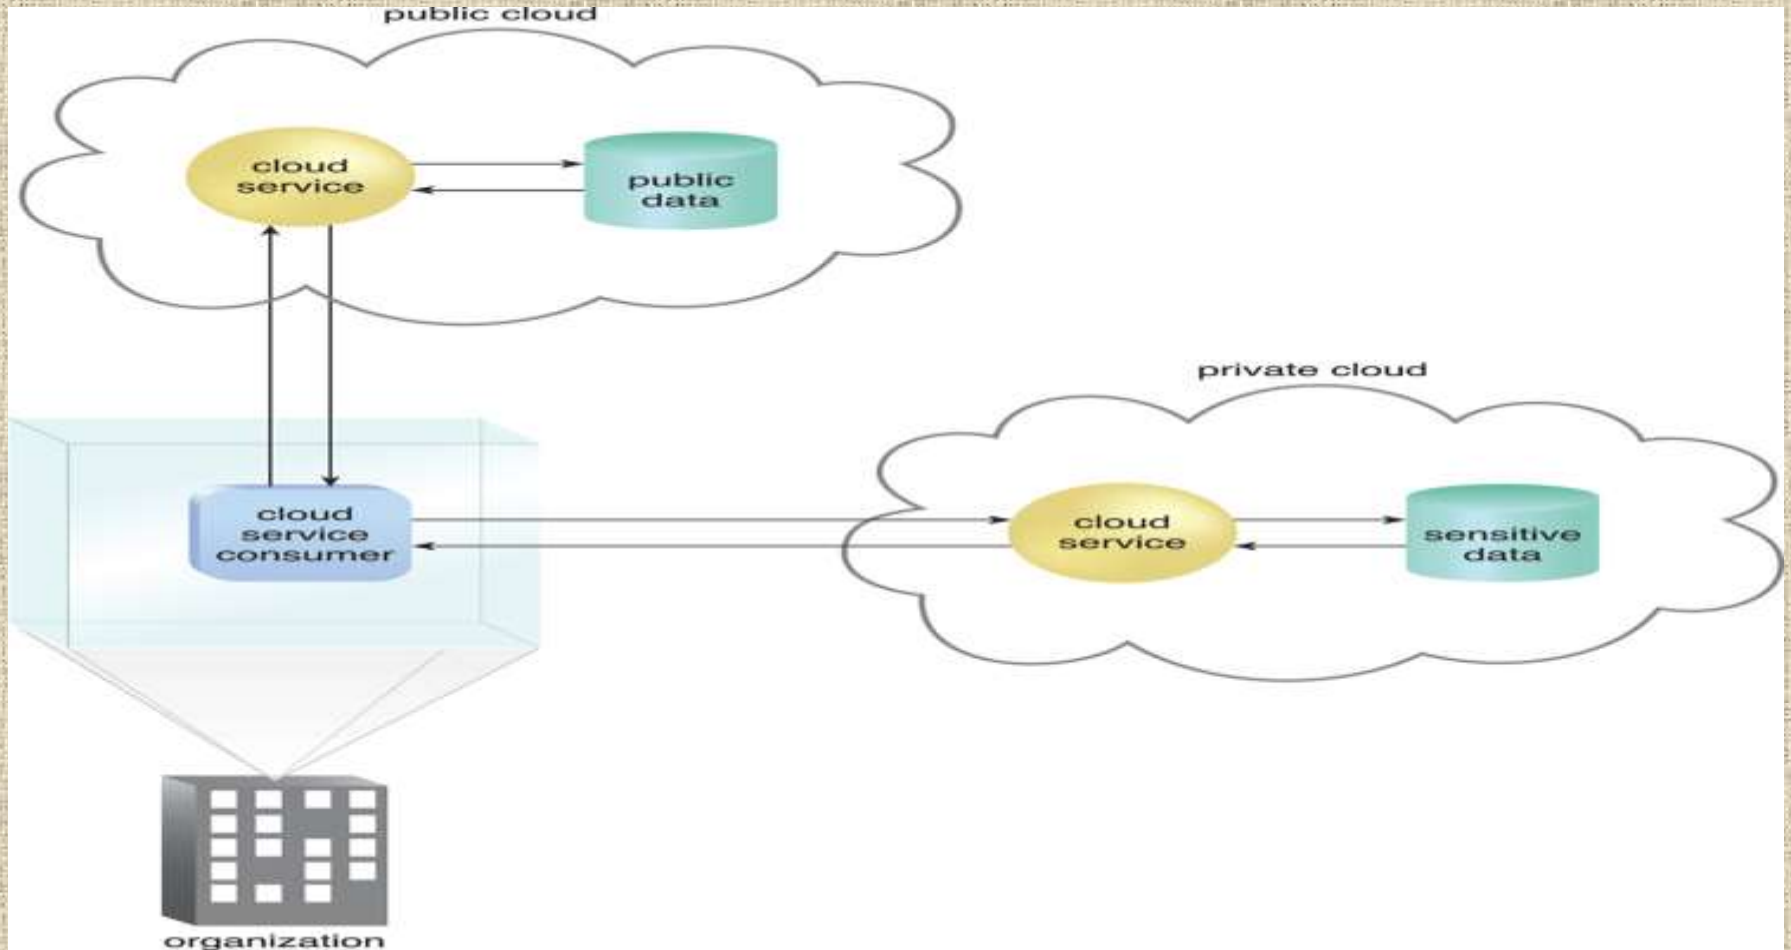 public cloud
cloud
service
public
data
private cloud
cloud
service
consumer
cloud
service
sensitive
data
organization